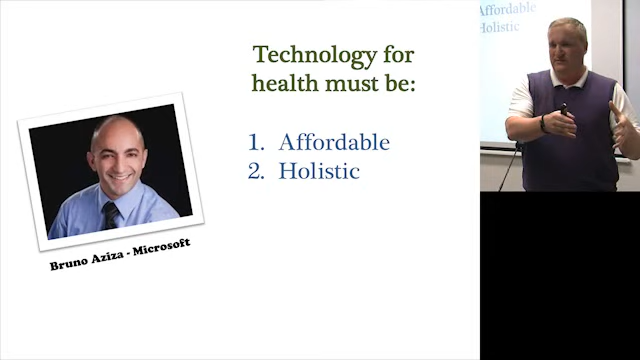 Technology for
health must be:
1. Affordable
2. Holistic
Bruno Aziza - Microsoft
Affordable
Holistic